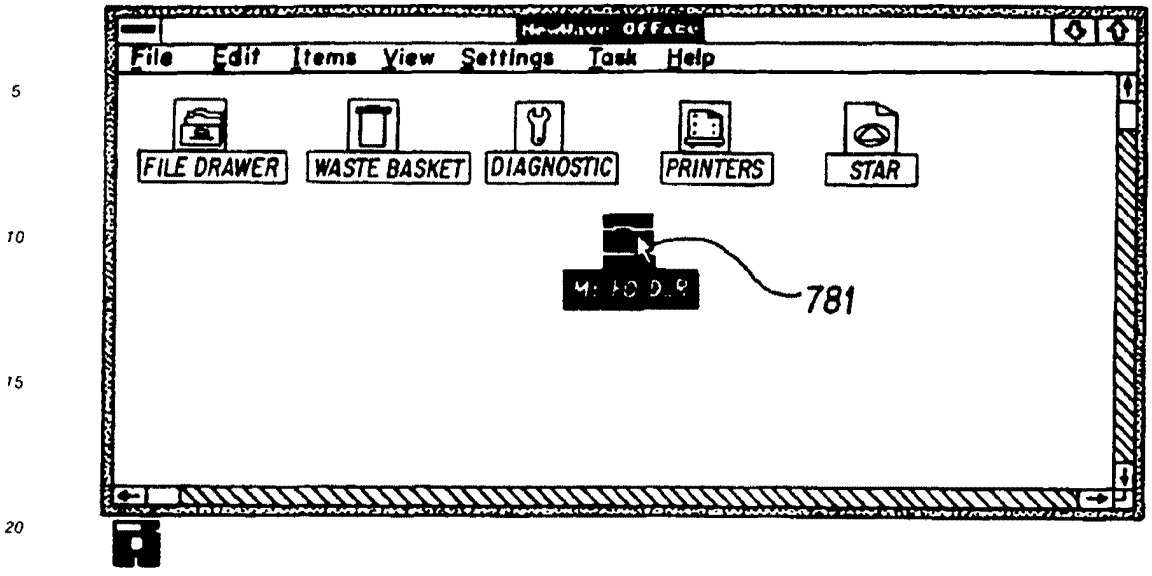 NewWave Office
File Edit Items View Settings Task Help
5
FILE DRAWER WASTE BASKET DIAGNOSTIC PRINTERS STAR
10
781
15
20